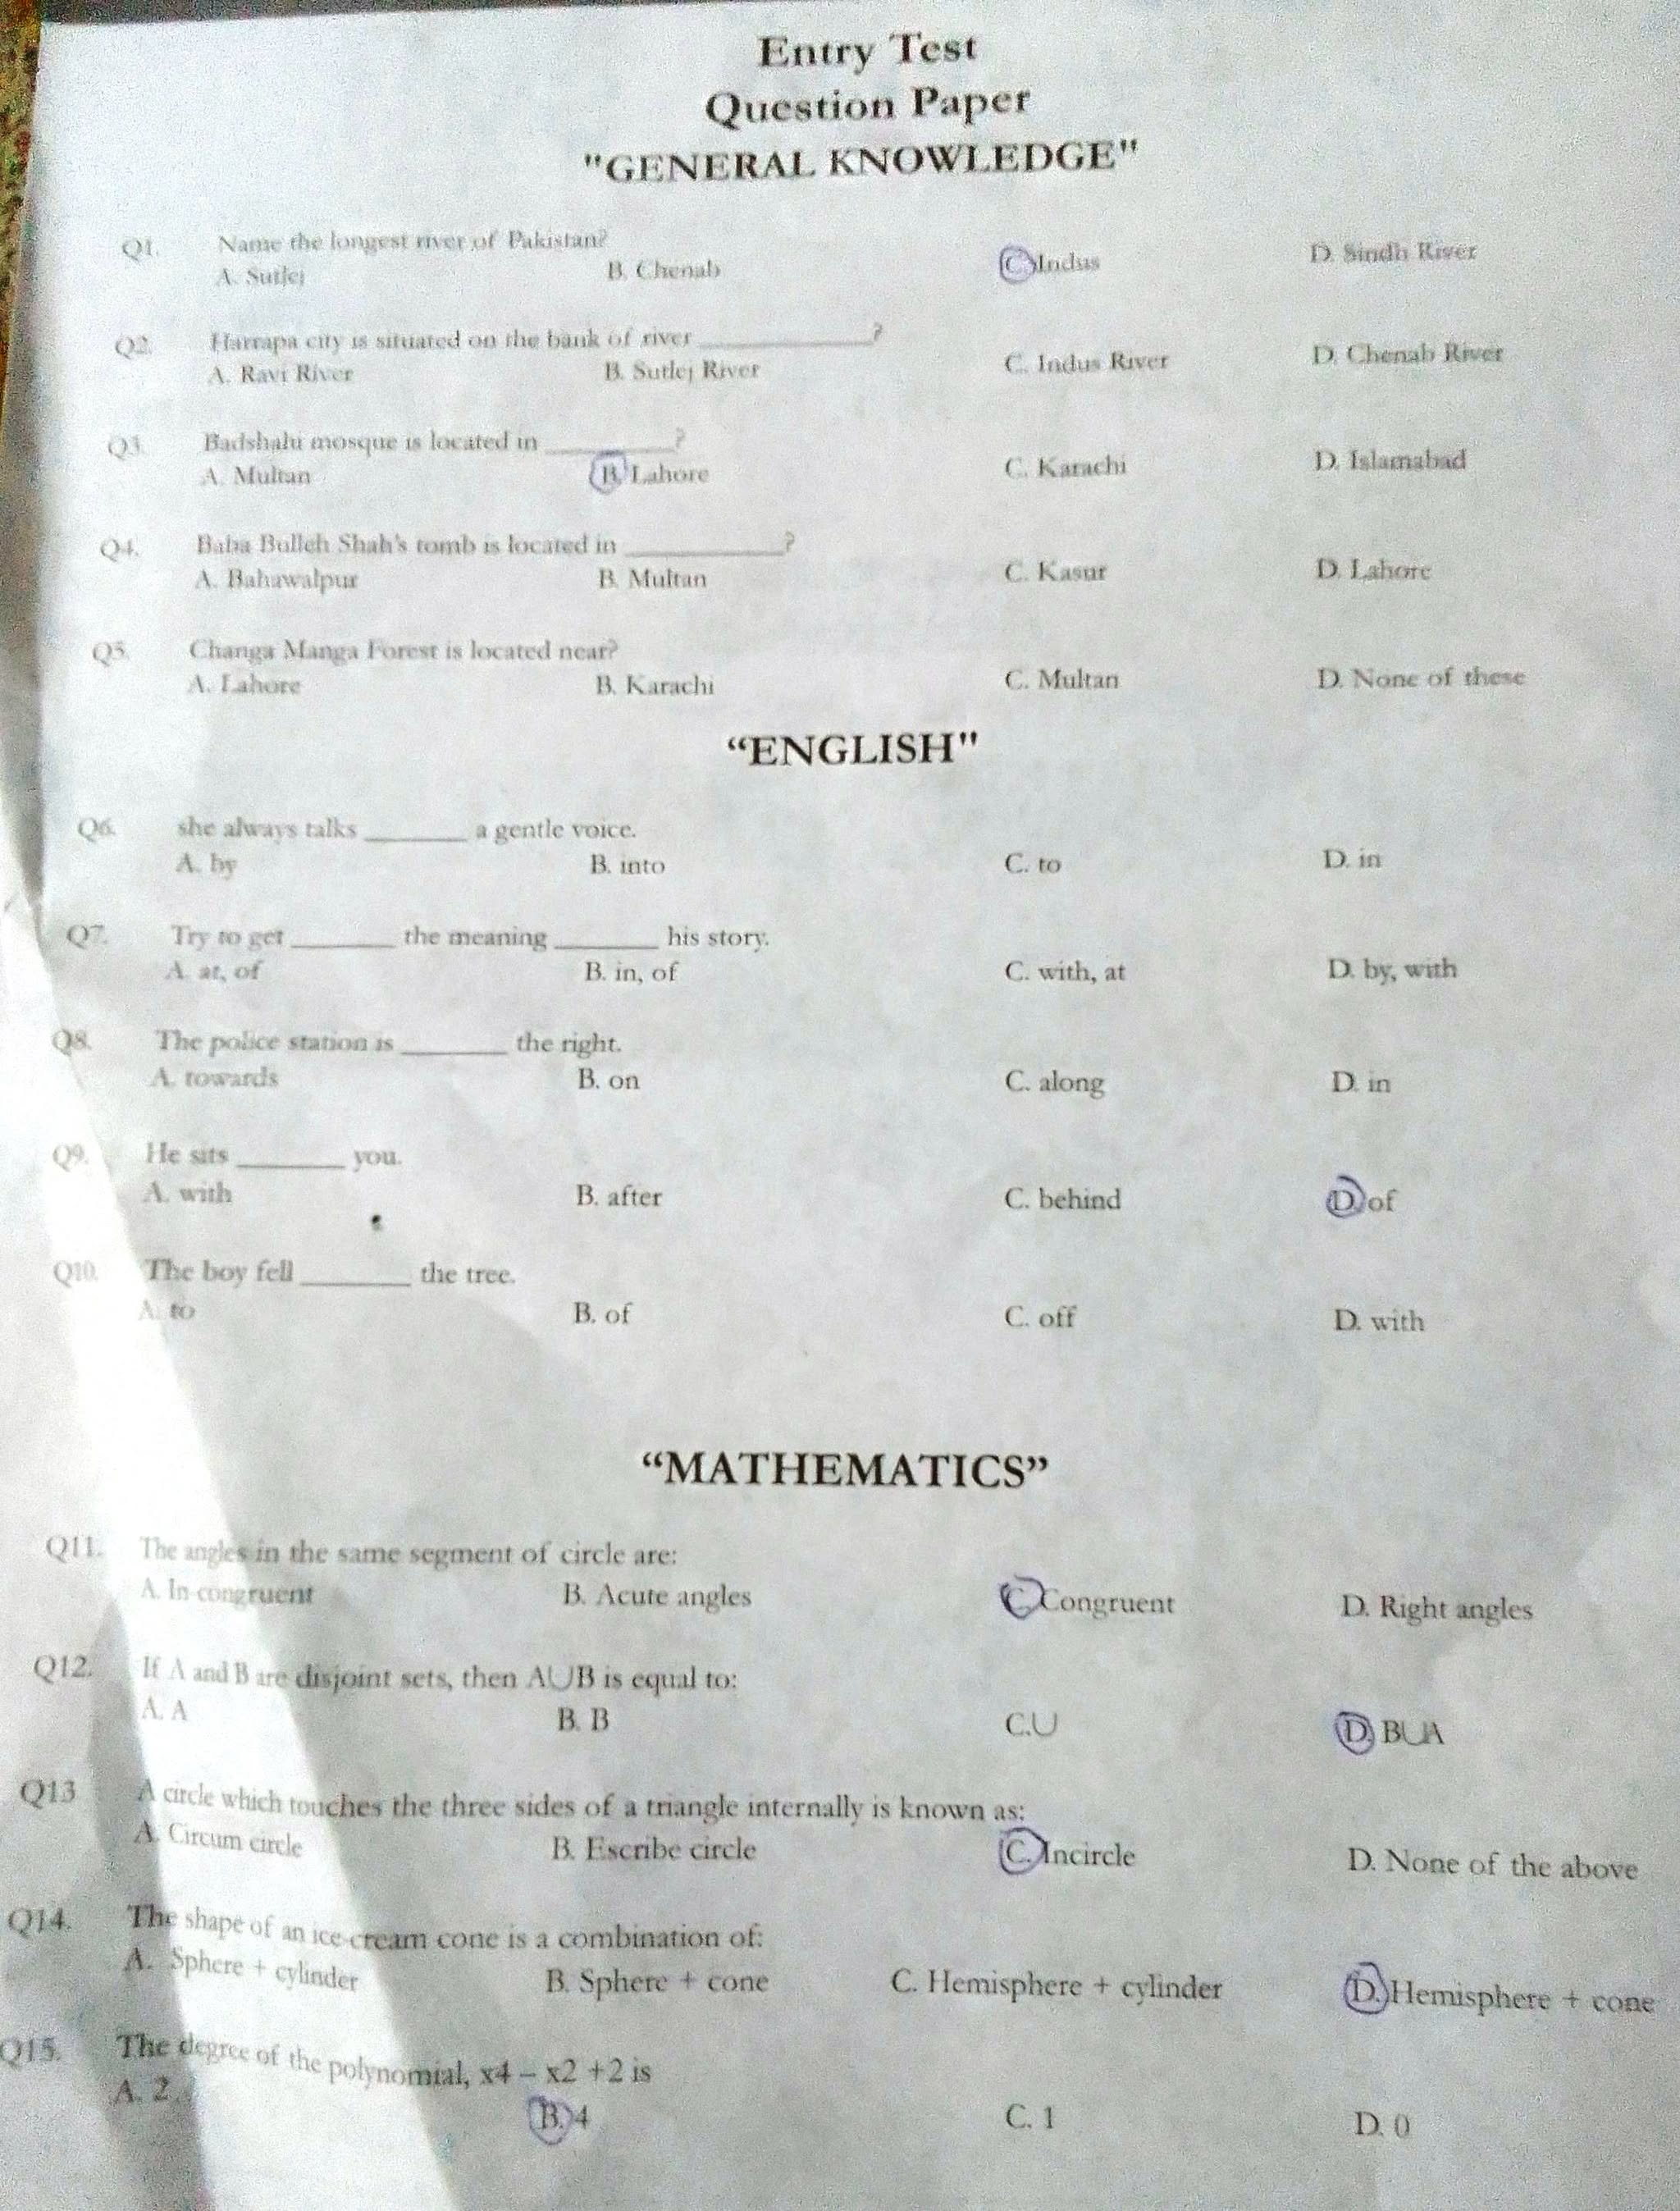 Entry Test
Question Paper
"GENERAL KNOWLEDGE"
Q1. Name the longest river of Pakistan?
A. Sutlej B. Chenab C. Indus D. Sindh River
Q2. Harrapa city is situated on the bank of river ____________?
A. Ravi River B. Sutlej River C. Indus River D. Chenab River
Q3. Badshahi mosque is located in _________?
A. Multan B. Lahore C. Karachi D. Islamabad
Q4. Baba Bulleh Shah's tomb is located in ___________?
A. Bahawalpur B. Multan C. Kasur D. Lahore
Q5. Changa Manga Forest is located near?
A. Lahore B. Karachi C. Multan D. None of these
“ENGLISH"
Q6. she always talks _______ a gentle voice.
A. by B. into C. to D. in
Q7. Try to get _______ the meaning _______ his story.
A. at, of B. in, of C. with, at D. by, with
Q8. The police station is _______ the right.
A. towards B. on C. along D. in
Q9. He sits _______ you.
A. with B. after C. behind D. of
Q10. The boy fell _______ the tree.
A. to B. of C. off D. with
“MATHEMATICS”
Q11. The angles in the same segment of circle are:
A. In-congruent B. Acute angles C. Congruent D. Right angles
Q12. If A and B are disjoint sets, then A∪B is equal to:
A. A B. B C.∪ D. B∪A
Q13 A circle which touches the three sides of a triangle internally is known as:
A. Circum circle B. Escribe circle C. Incircle D. None of the above
Q14. The shape of an ice-cream cone is a combination of:
A. Sphere + cylinder B. Sphere + cone C. Hemisphere + cylinder D. Hemisphere + cone
Q15. The degree of the polynomial, x4 – x2 +2 is
A. 2 B. 4 C. 1 D. 0